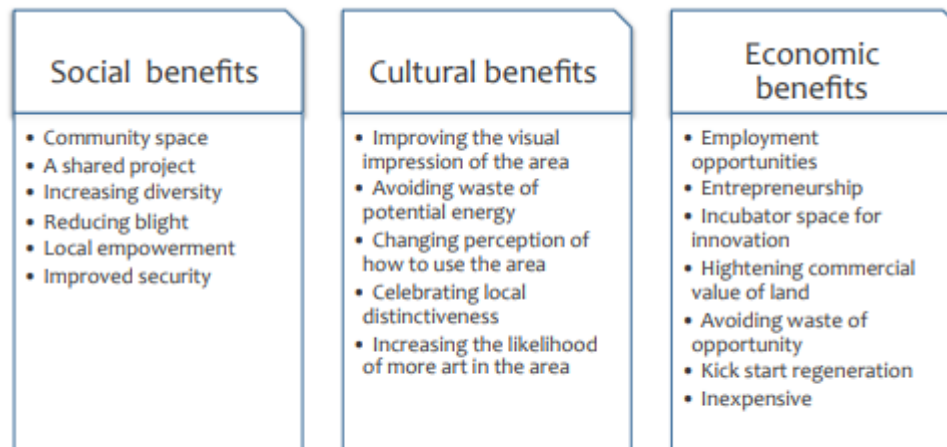 Social benefits
• Community space
• A shared project
• Increasing diversity
• Reducing blight
• Local empowerment
• Improved security
Cultural benefits
• Improving the visual
impression of the area
• Avoiding waste of
potential energy
• Changing perception of
how to use the area
• Celebrating local
distinctiveness
• Increasing the likelihood
of more art in the area
Economic
benefits
• Employment
opportunities
• Entrepreneurship
• Incubator space for
innovation
• Hightening commercial
value of land
• Avoiding waste of
opportunity
• Kick start regeneration
• Inexpensive